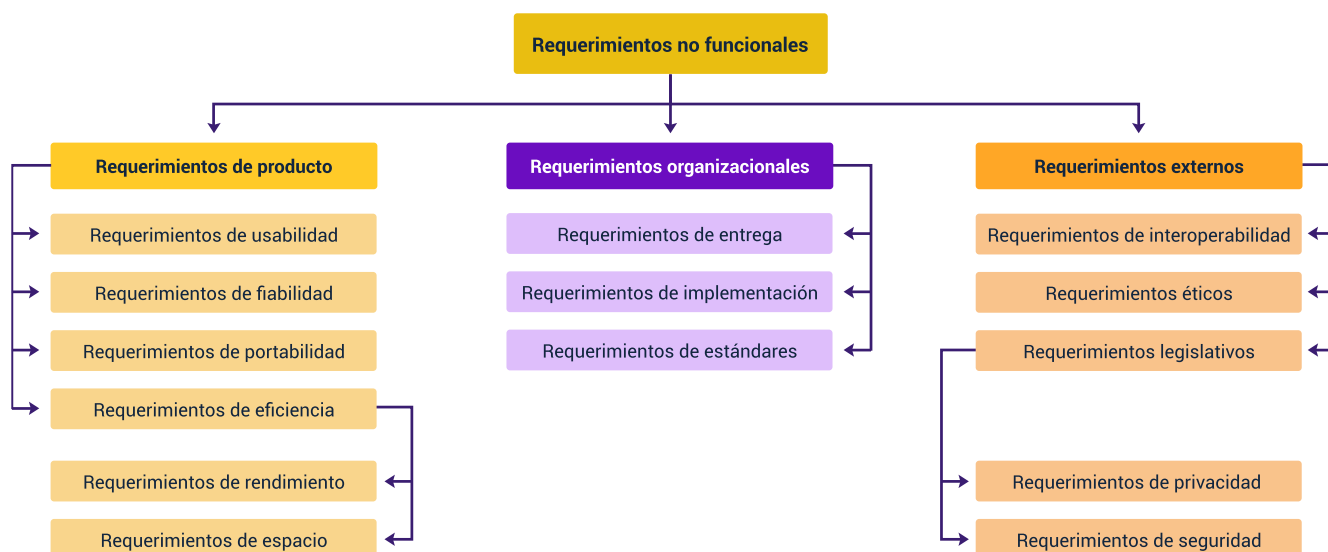 Requerimientos no funcionales
Requerimientos de producto
Requerimientos de usabilidad
Requerimientos de fiabilidad
Requerimientos de portabilidad
Requerimientos de eficiencia
Requerimientos de rendimiento
Requerimientos de espacio
Requerimientos organizacionales
Requerimientos de entrega
Requerimientos de implementación
Requerimientos de estándares
Requerimientos externos
Requerimientos de interoperabilidad
Requerimientos éticos
Requerimientos legislativos
Requerimientos de privacidad
Requerimientos de seguridad